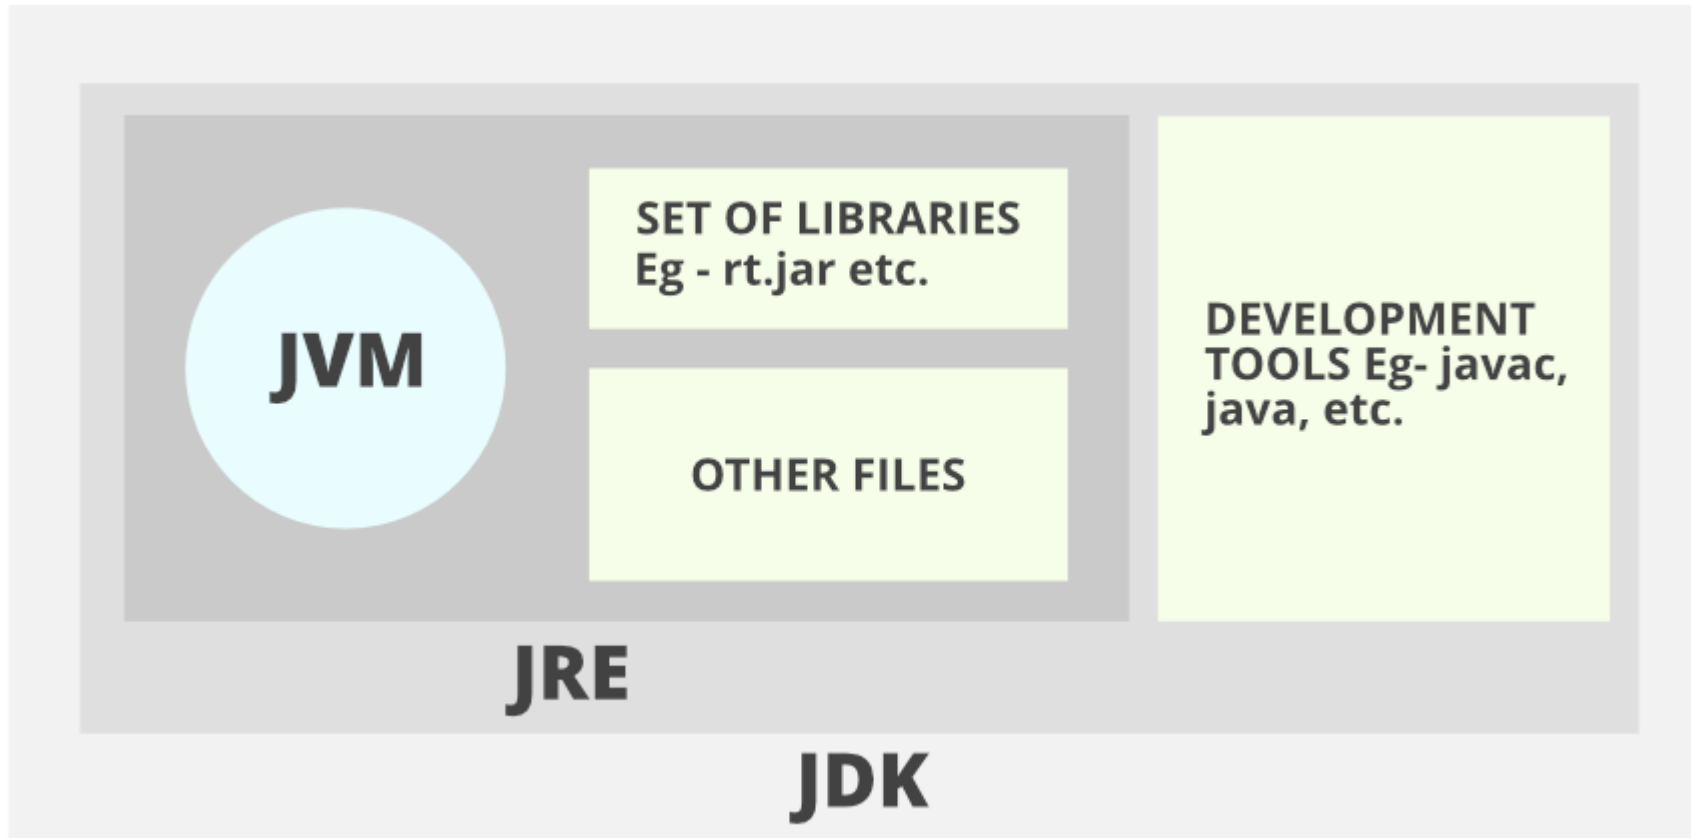 JVM
SET OF LIBRARIES
Eg - rt.jar etc.
OTHER FILES
DEVELOPMENT
TOOLS Eg- javac,
java, etc.
JRE
JDK